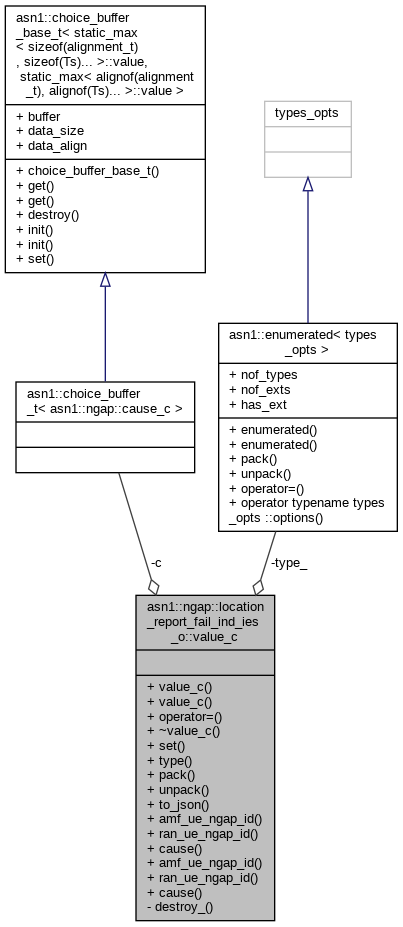 asn1::choice_buffer
_base_t< static_max
< sizeof(alignment_t)
, sizeof(Ts)... >::value,
static_max< alignof(alignment
_t), alignof(Ts)... >::value >
+ buffer
+ data_size
+ data_align
+ choice_buffer_base_t()
+ get()
+ get()
+ destroy()
+ init()
+ init()
+ set()
types_opts
asn1::enumerated< types
_opts >
+ nof_types
+ nof_exts
+ has_ext
+ enumerated()
+ enumerated()
+ pack()
+ unpack()
+ operator=()
+ operator typename types
_opts ::options()
asn1::choice_buffer
_t< asn1::ngap::cause_c >
-c
-type_
asn1::ngap::location
_report_fail_ind_ies
_o::value_c
+ value_c()
+ value_c()
+ operator=()
+ ~value_c()
+ set()
+ type()
+ pack()
+ unpack()
+ to_json()
+ amf_ue_ngap_id()
+ ran_ue_ngap_id()
+ cause()
+ amf_ue_ngap_id()
+ ran_ue_ngap_id()
+ cause()
- destroy_()